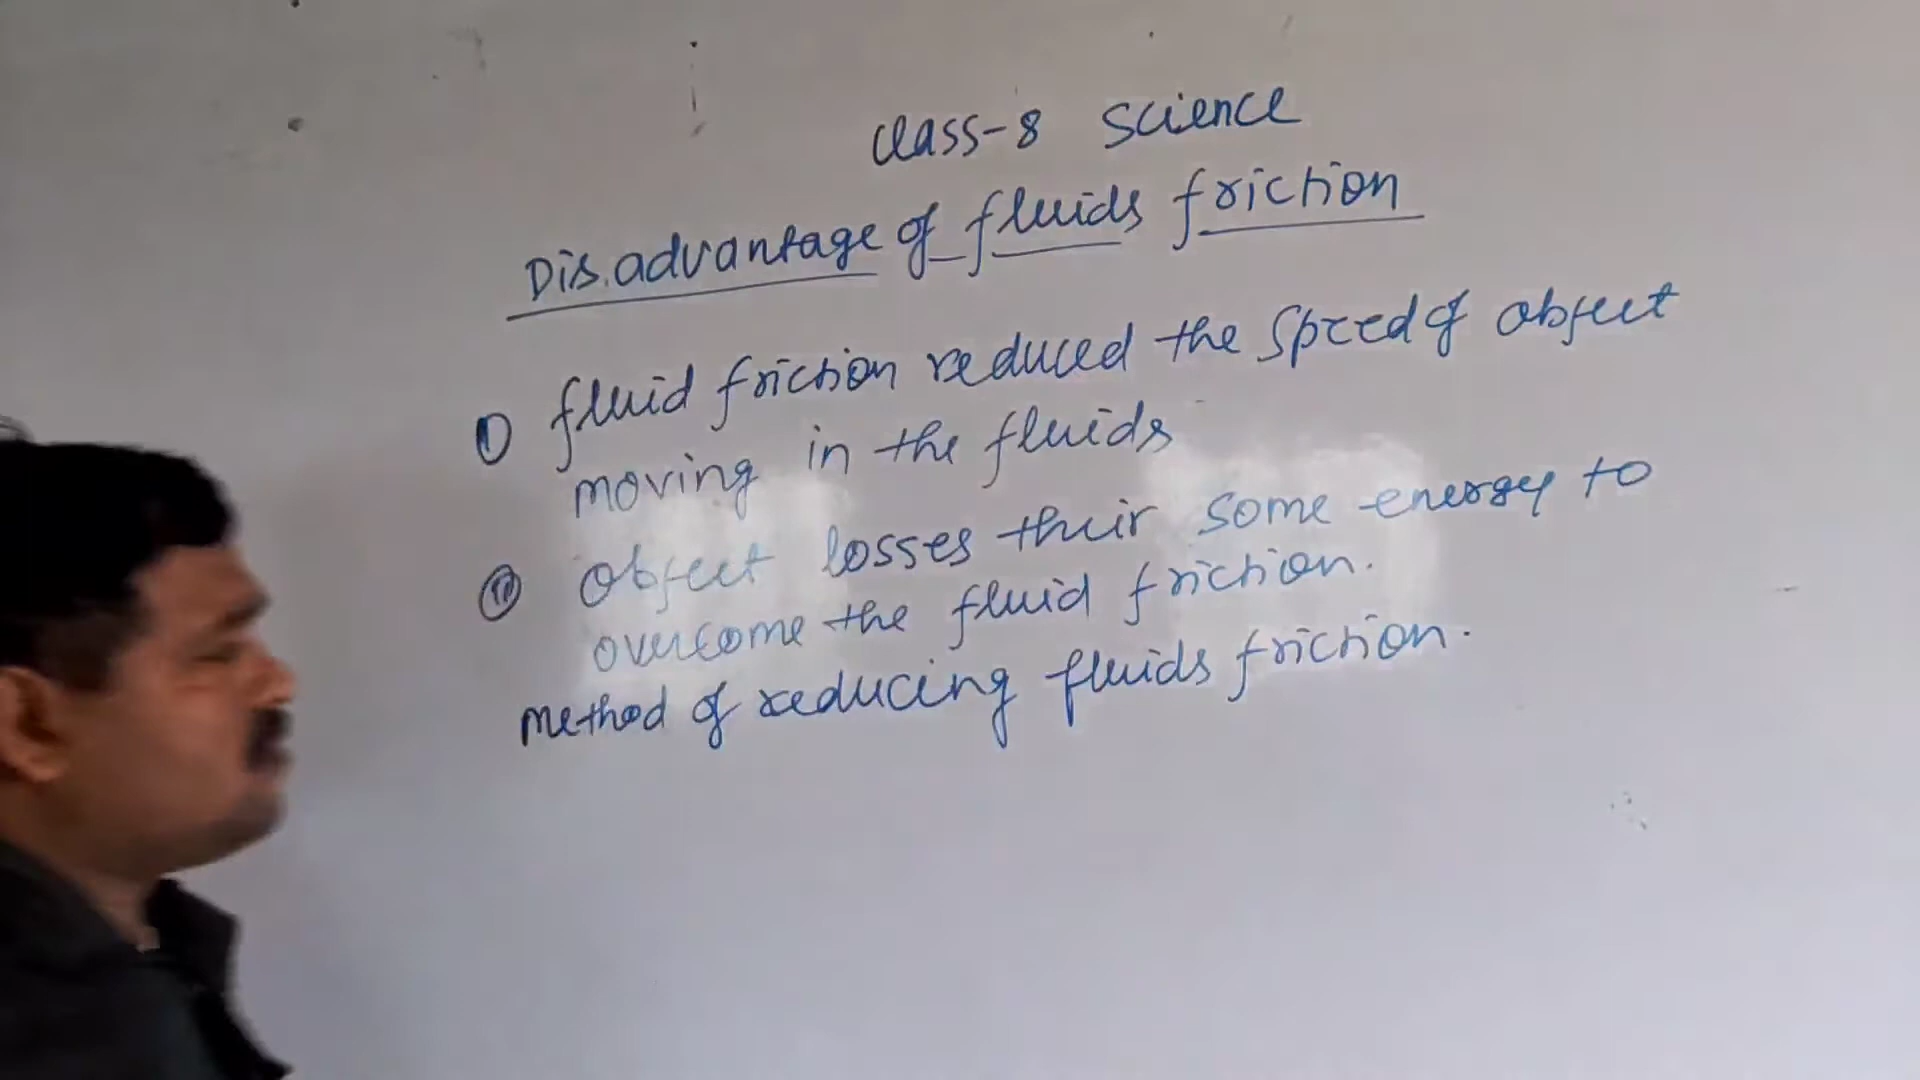 Class-8 Science
Dis.advantage of fluids friction
① fluid friction reduced the speed of object
moving in the fluids
⑪ object losses their some energy to
overcome the fluid friction.
method of reducing fluids friction.